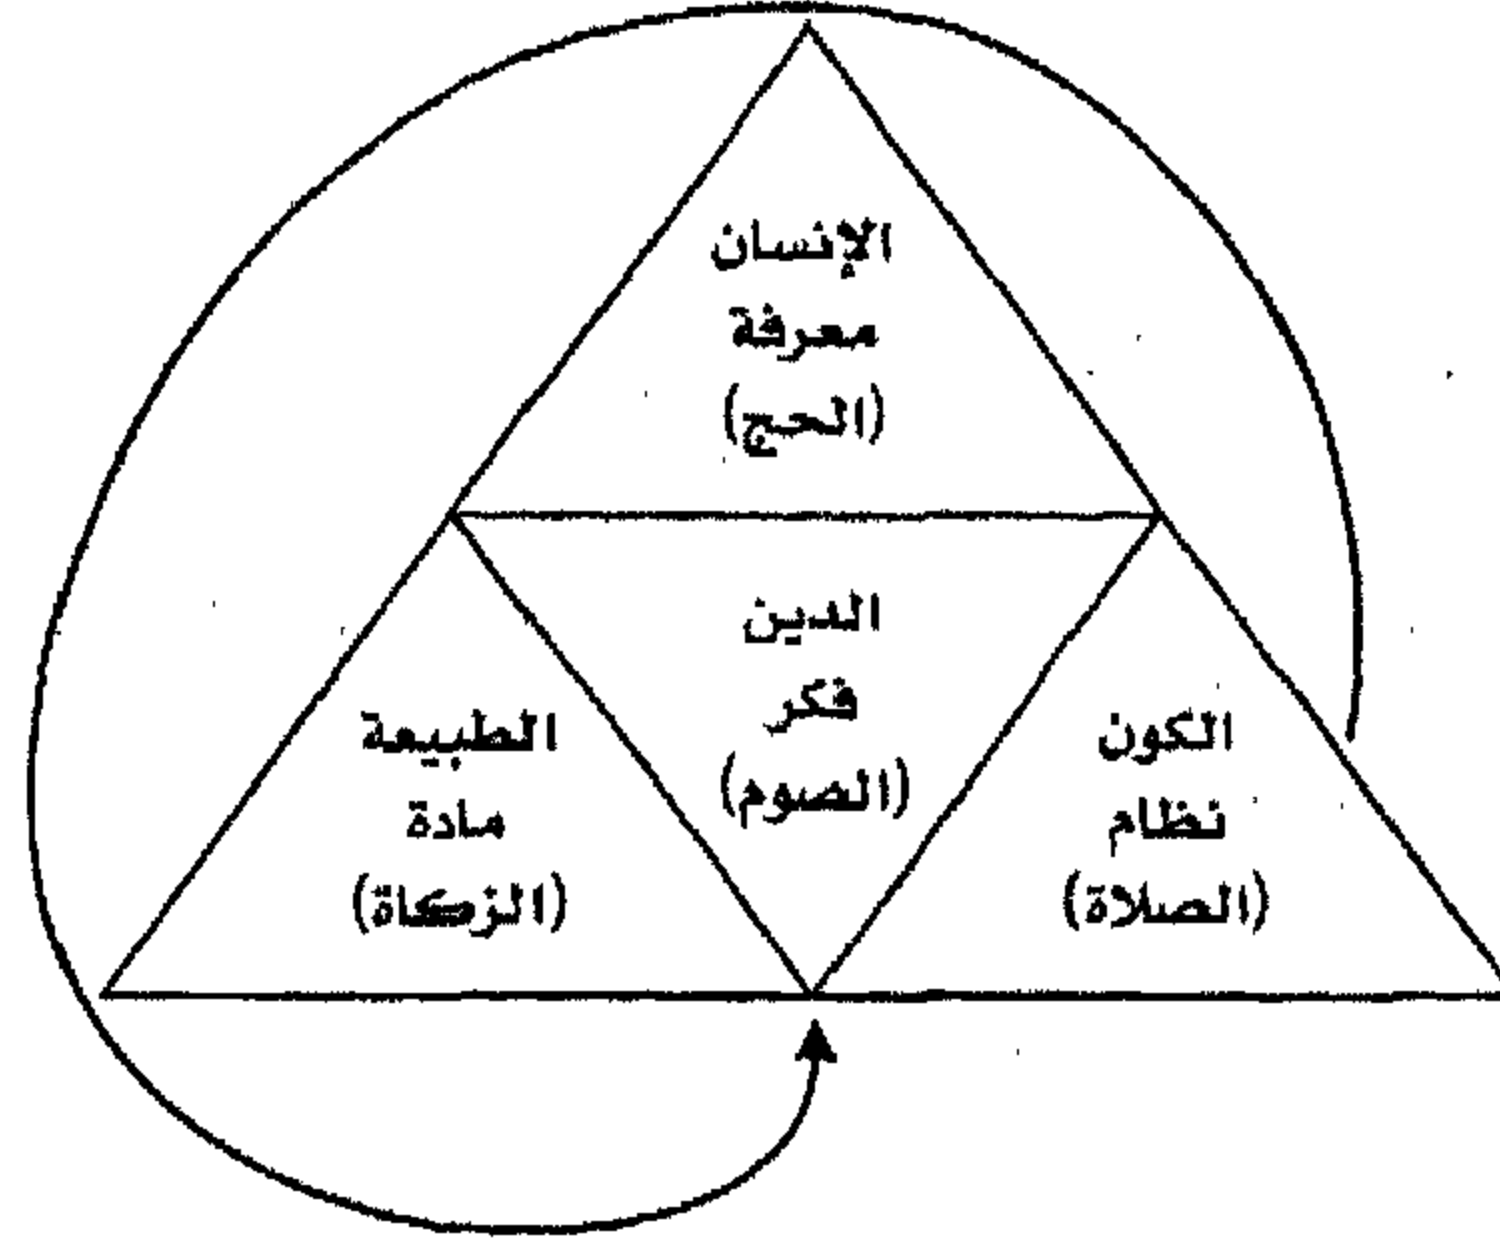 الإنسان
معرفة
(الحج)
الدين
فكر
(الصوم)
الكون
نظام
(الصلاة)
الطبيعة
مادة
(الزكاة)